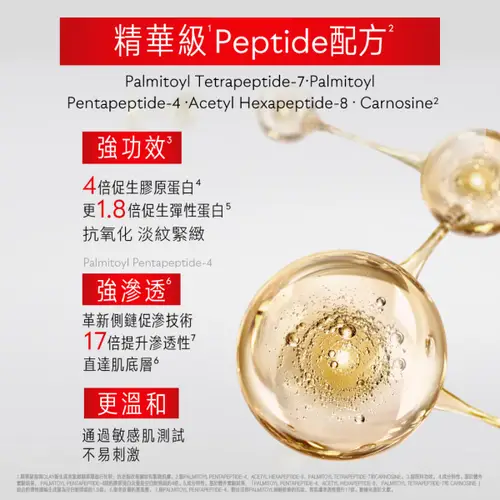 精華級¹Peptide配方²
Palmitoyl Tetrapeptide-7·Palmitoyl
Pentapeptide-4 ·Acetyl Hexapeptide-8 · Carnosine²
強功效³
4倍促生膠原蛋白⁴
更1.8倍促生彈性蛋白⁵
抗氧化 淡紋緊緻
Palmitoyl Pentapeptide-4
強滲透⁶
革新側鏈促滲技術
17倍提升滲透性⁷
直達肌底層⁶
更溫和
通過敏感肌測試
不易刺激